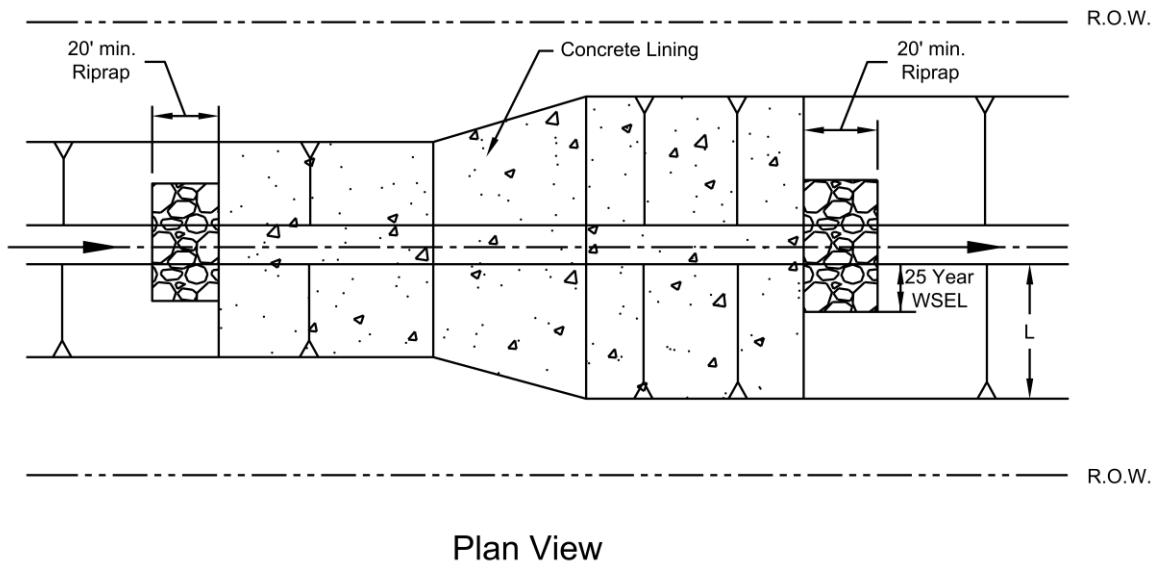 R.O.W.
20' min.
Riprap
Concrete Lining
20' min.
Riprap
25 Year
WSEL
L
R.O.W.
Plan View